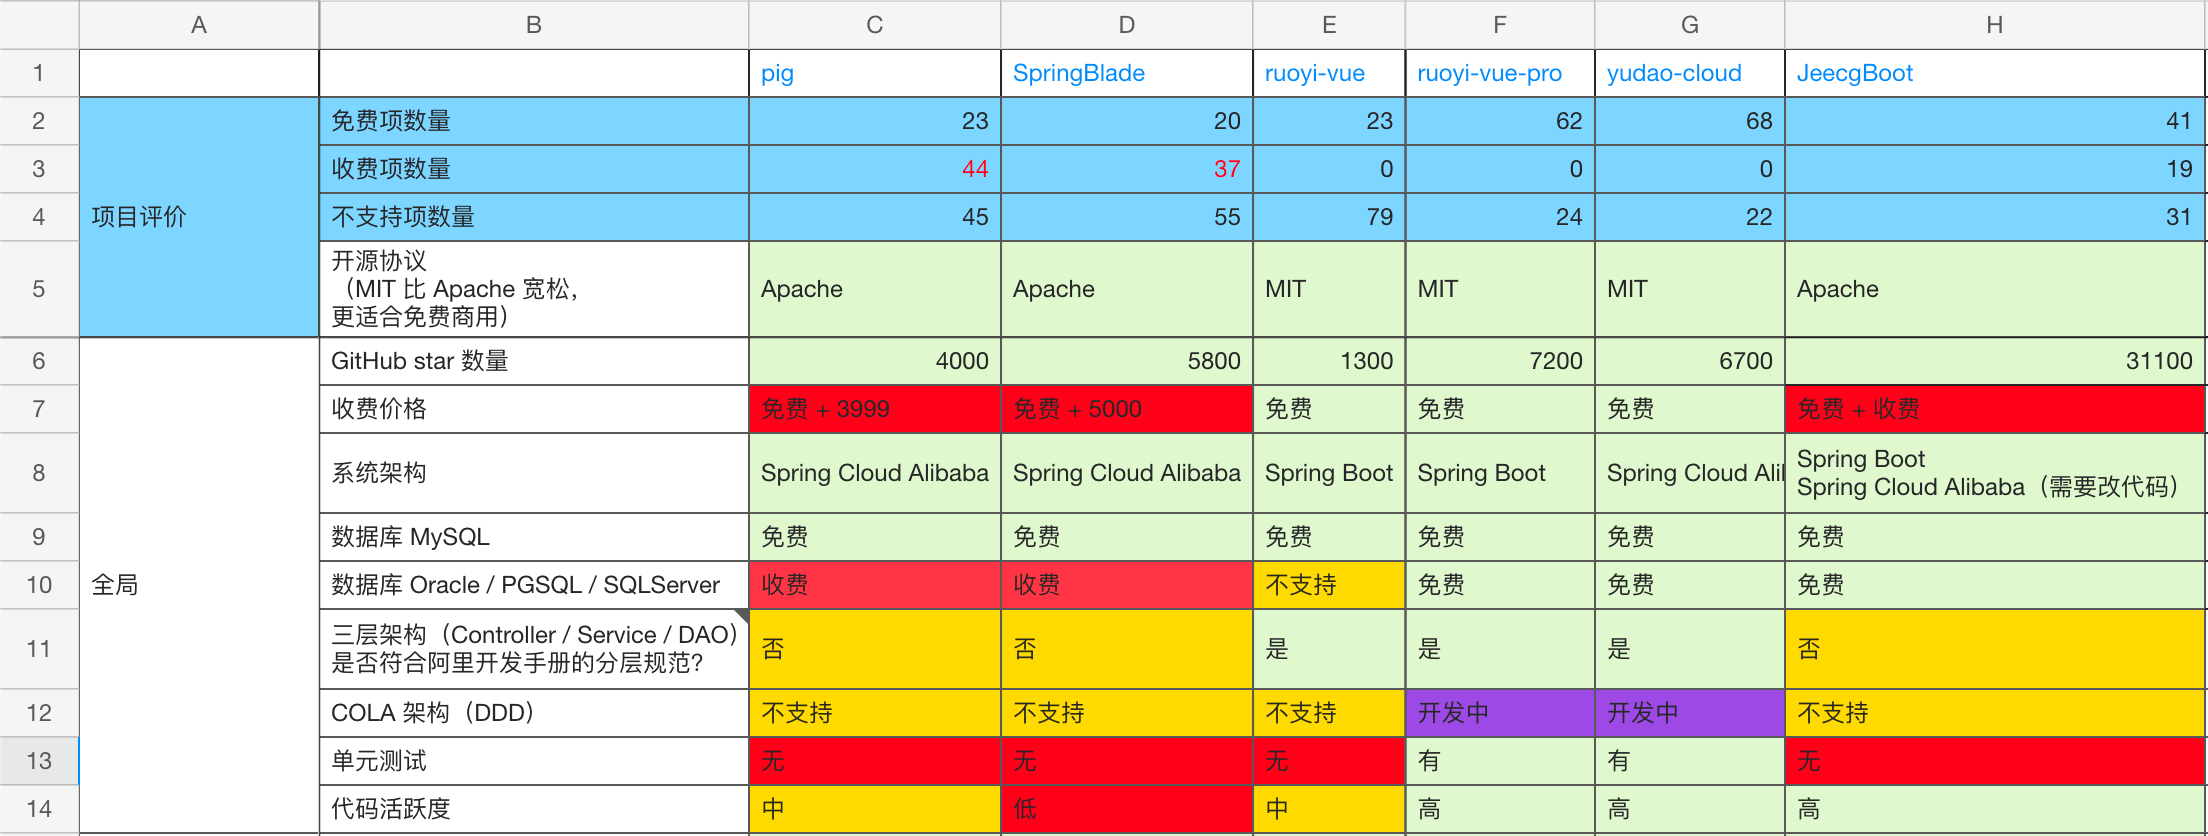 A B C D E F G H
1 pig SpringBlade ruoyi-vue ruoyi-vue-pro yudao-cloud JeecgBoot
2 免费项数量 23 20 23 62 68 41
3 收费项数量 44 37 0 0 0 19
项目评价
4 不支持项数量 45 55 79 24 22 31
开源协议
（MIT 比 Apache 宽松，
更适合免费商用）
5 Apache Apache MIT MIT MIT Apache
6 GitHub star 数量 4000 5800 1300 7200 6700 31100
7 收费价格 免费 + 3999 免费 + 5000 免费 免费 免费 免费 + 收费
8 系统架构 Spring Cloud Alibaba Spring Cloud Alibaba Spring Boot Spring Boot Spring Cloud Ali
Spring Boot
Spring Cloud Alibaba（需要改代码）
9 数据库 MySQL 免费 免费 免费 免费 免费 免费
全局
10 数据库 Oracle / PGSQL / SQLServer 收费 收费 不支持 免费 免费 免费
三层架构（Controller / Service / DAO）
是否符合阿里开发手册的分层规范？
11 否 否 是 是 是 否
12 COLA 架构（DDD） 不支持 不支持 不支持 开发中 开发中 不支持
13 单元测试 无 无 无 有 有 无
14 代码活跃度 中 低 中 高 高 高